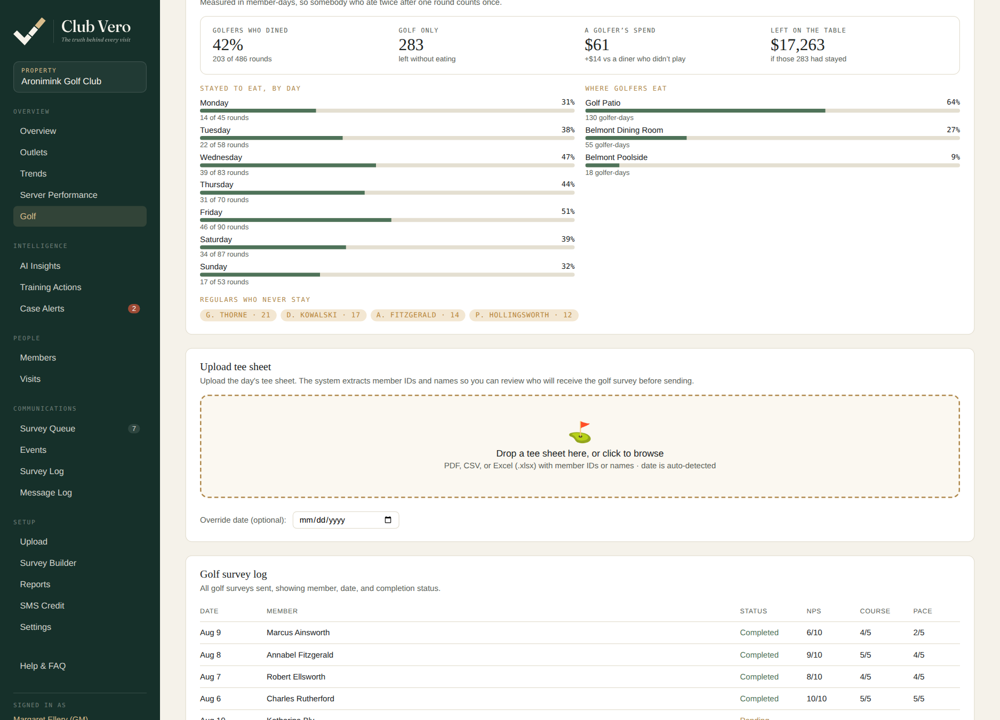 Club Vero
The truth behind every visit
PROPERTY
Aronimink Golf Club
OVERVIEW
Overview
Outlets
Trends
Server Performance
Golf
INTELLIGENCE
AI Insights
Training Actions
Case Alerts 2
PEOPLE
Members
Visits
COMMUNICATIONS
Survey Queue 7
Events
Survey Log
Message Log
SETUP
Upload
Survey Builder
Reports
SMS Credit
Settings
Help & FAQ
SIGNED IN AS
Margaret Ellery (GM)
Measured in member-days, so somebody who ate twice after one round counts once.
GOLFERS WHO DINED
42%
203 of 486 rounds
GOLF ONLY
283
left without eating
A GOLFER’S SPEND
$61
+$14 vs a diner who didn’t play
LEFT ON THE TABLE
$17,263
if those 283 had stayed
STAYED TO EAT, BY DAY
Monday 31%
14 of 45 rounds
Tuesday 38%
22 of 58 rounds
Wednesday 47%
39 of 83 rounds
Thursday 44%
31 of 70 rounds
Friday 51%
46 of 90 rounds
Saturday 39%
34 of 87 rounds
Sunday 32%
17 of 53 rounds
WHERE GOLFERS EAT
Golf Patio 64%
130 golfer-days
Belmont Dining Room 27%
55 golfer-days
Belmont Poolside 9%
18 golfer-days
REGULARS WHO NEVER STAY
G. THORNE · 21 D. KOWALSKI · 17 A. FITZGERALD · 14 P. HOLLINGSWORTH · 12
Upload tee sheet
Upload the day's tee sheet. The system extracts member IDs and names so you can review who will receive the golf survey before sending.
Drop a tee sheet here, or click to browse
PDF, CSV, or Excel (.xlsx) with member IDs or names · date is auto-detected
Override date (optional): mm/dd/yyyy
Golf survey log
All golf surveys sent, showing member, date, and completion status.
DATE MEMBER STATUS NPS COURSE PACE
Aug 9 Marcus Ainsworth Completed 6/10 4/5 2/5
Aug 8 Annabel Fitzgerald Completed 9/10 5/5 4/5
Aug 7 Robert Ellsworth Completed 8/10 4/5 4/5
Aug 6 Charles Rutherford Completed 10/10 5/5 5/5
Aug 10 Katharine Bly Pending